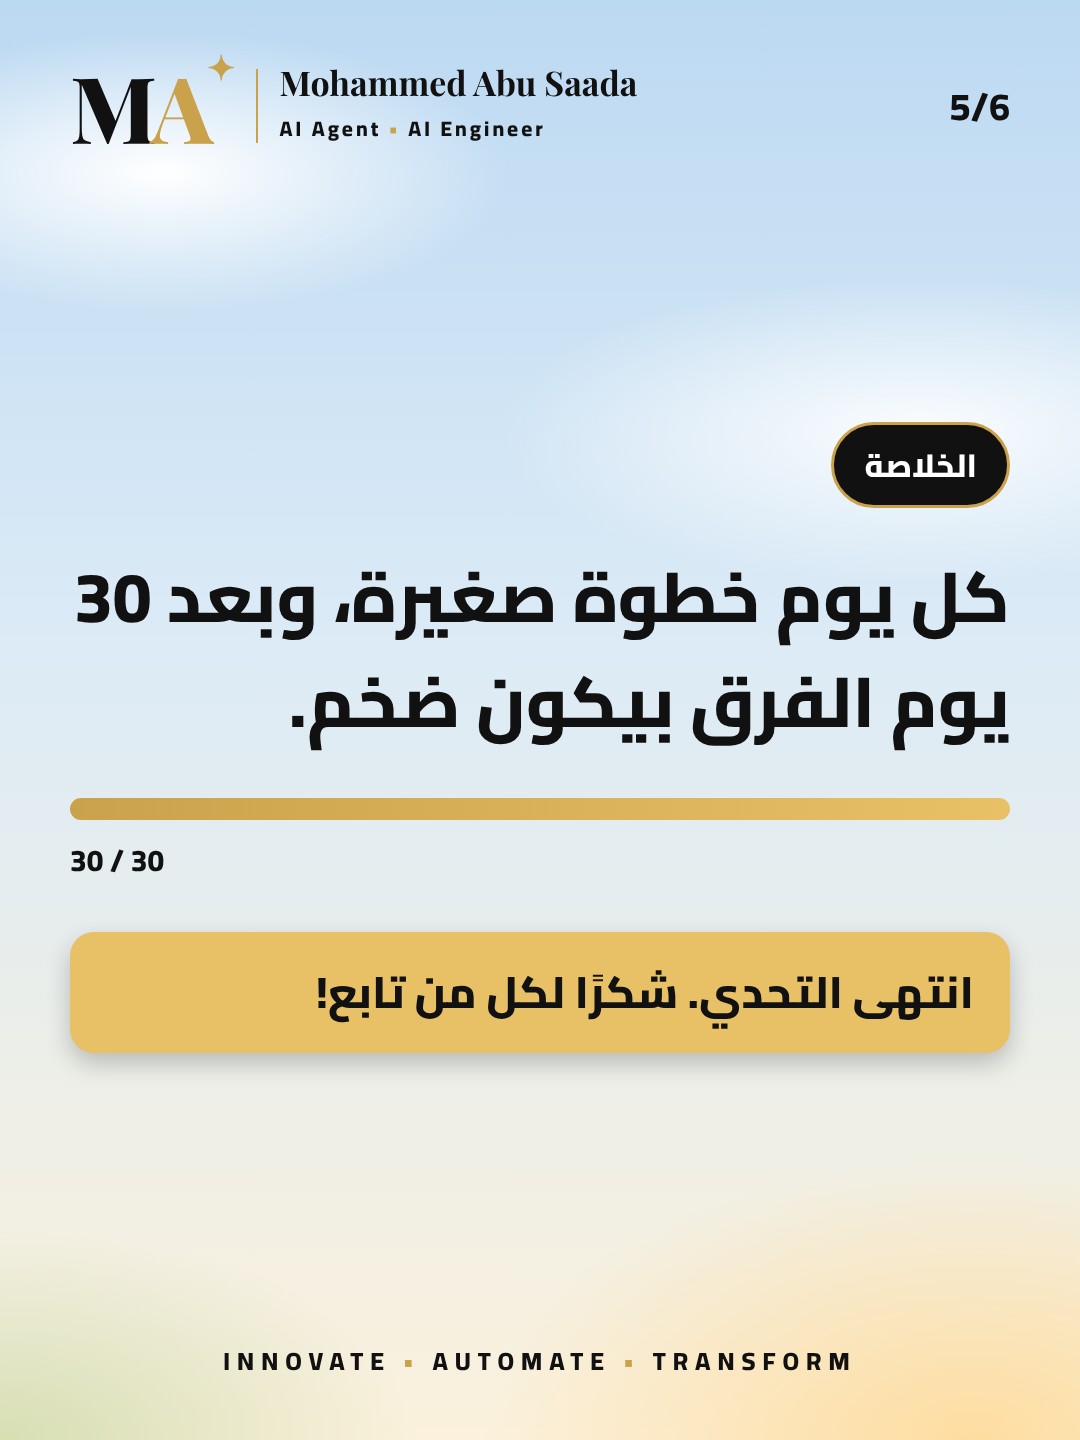 MA
Mohammed Abu Saada
AI Agent ▪ AI Engineer
5/6
الخلاصة
كل يوم خطوة صغيرة، وبعد 30
يوم الفرق بيكون ضخم.
30 / 30
انتهى التحدي. شكرًا لكل من تابع!
INNOVATE ▪ AUTOMATE ▪ TRANSFORM